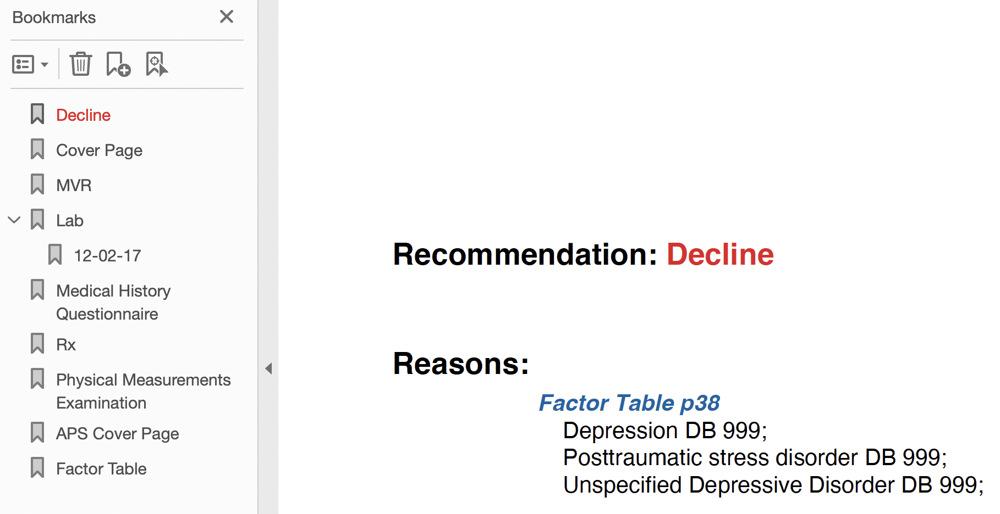 Bookmarks
Decline
Cover Page
MVR
Lab
12-02-17
Medical History
Questionnaire
Rx
Physical Measurements
Examination
APS Cover Page
Factor Table
Recommendation: Decline
Reasons:
Factor Table p38
Depression DB 999;
Posttraumatic stress disorder DB 999;
Unspecified Depressive Disorder DB 999;